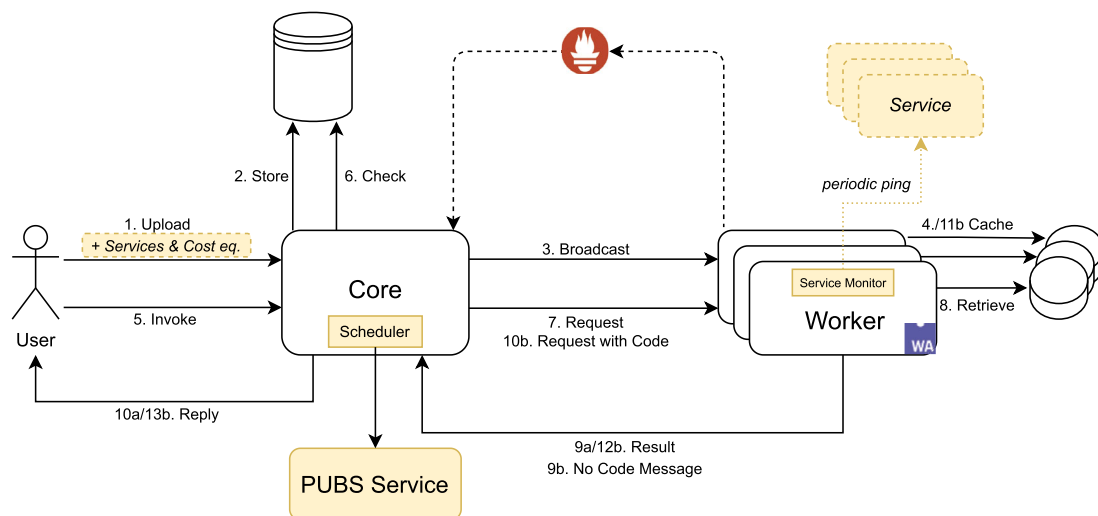 Service
periodic ping
2. Store
6. Check
1. Upload
+ Services & Cost eq.
4./11b Cache
3. Broadcast
Core
Service Monitor
5. Invoke
7. Request
8. Retrieve
Scheduler
Worker
User
10b. Request with Code
WA
10a/13b. Reply
9a/12b. Result
9b. No Code Message
PUBS Service